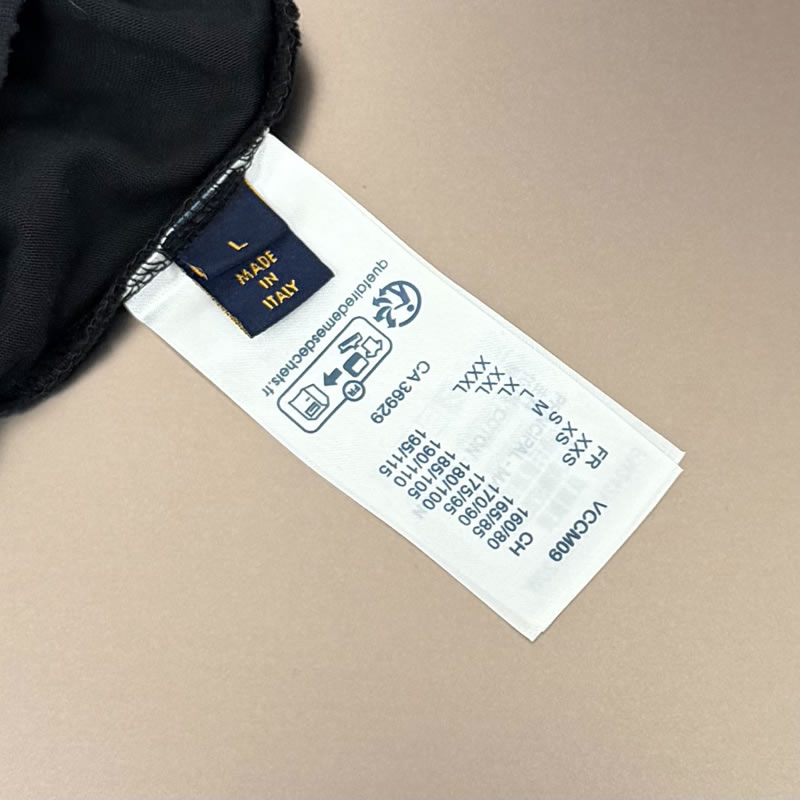 L
MADE
IN
ITALY
VCCM09
FR CH
XXS 160/80
XS 165/85
S 170/90
M 175/95
L 180/100
XL 185/105
XXL 190/110
XXXL 195/115
CA 36929
FR
quefairedemesdechets.fr